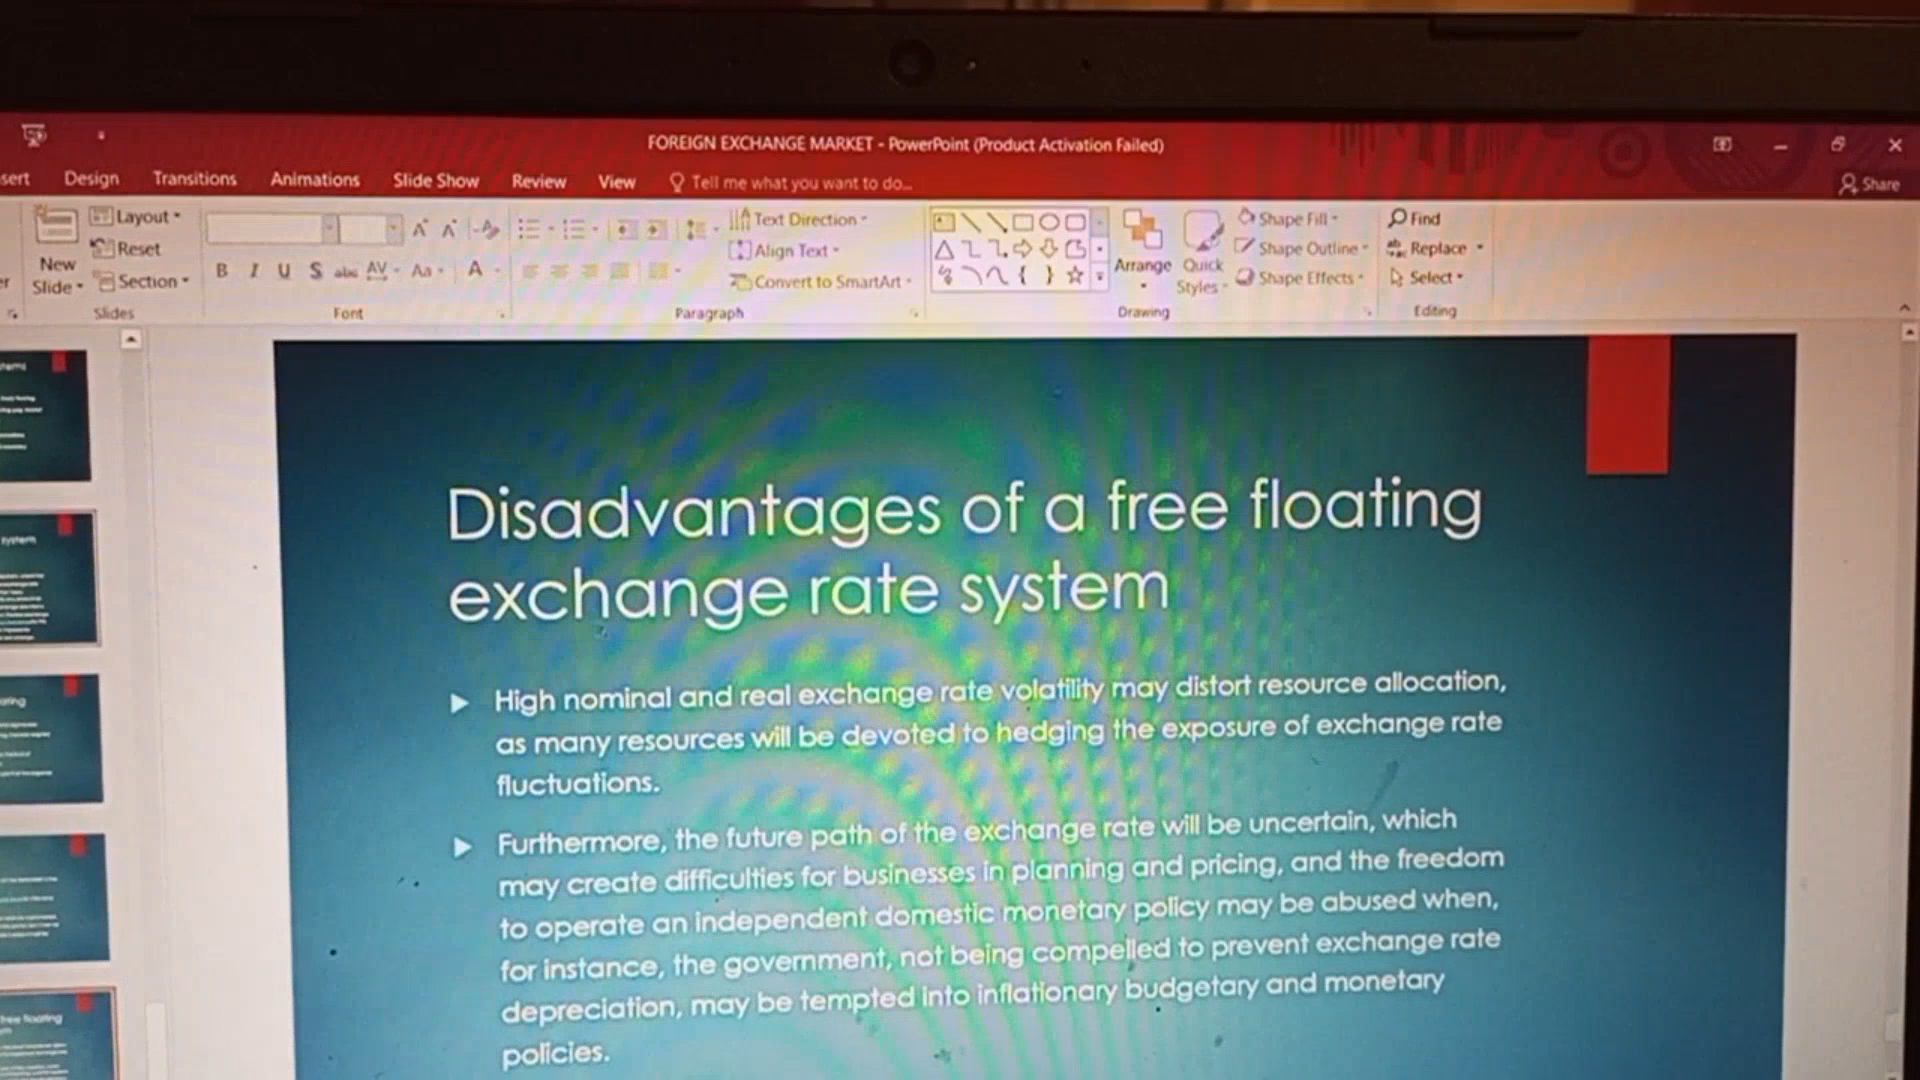 FOREIGN EXCHANGE MARKET - PowerPoint (Product Activation Failed)
sert Design Transitions Animations Slide Show Review View Tell me what you want to do... Share
New Slide
Layout
Reset
Section
Slides
B I U S abc AV Aa A
Font
Text Direction
Align Text
Convert to SmartArt
Paragraph
Arrange
Quick Styles
Shape Fill
Shape Outline
Shape Effects
Drawing
Find
Replace
Select
Editing
Disadvantages of a free floating
exchange rate system
High nominal and real exchange rate volatility may distort resource allocation,
as many resources will be devoted to hedging the exposure of exchange rate
fluctuations.
Furthermore, the future path of the exchange rate will be uncertain, which
may create difficulties for businesses in planning and pricing, and the freedom
to operate an independent domestic monetary policy may be abused when,
for instance, the government, not being compelled to prevent exchange rate
depreciation, may be tempted into inflationary budgetary and monetary
policies.
system
free floating